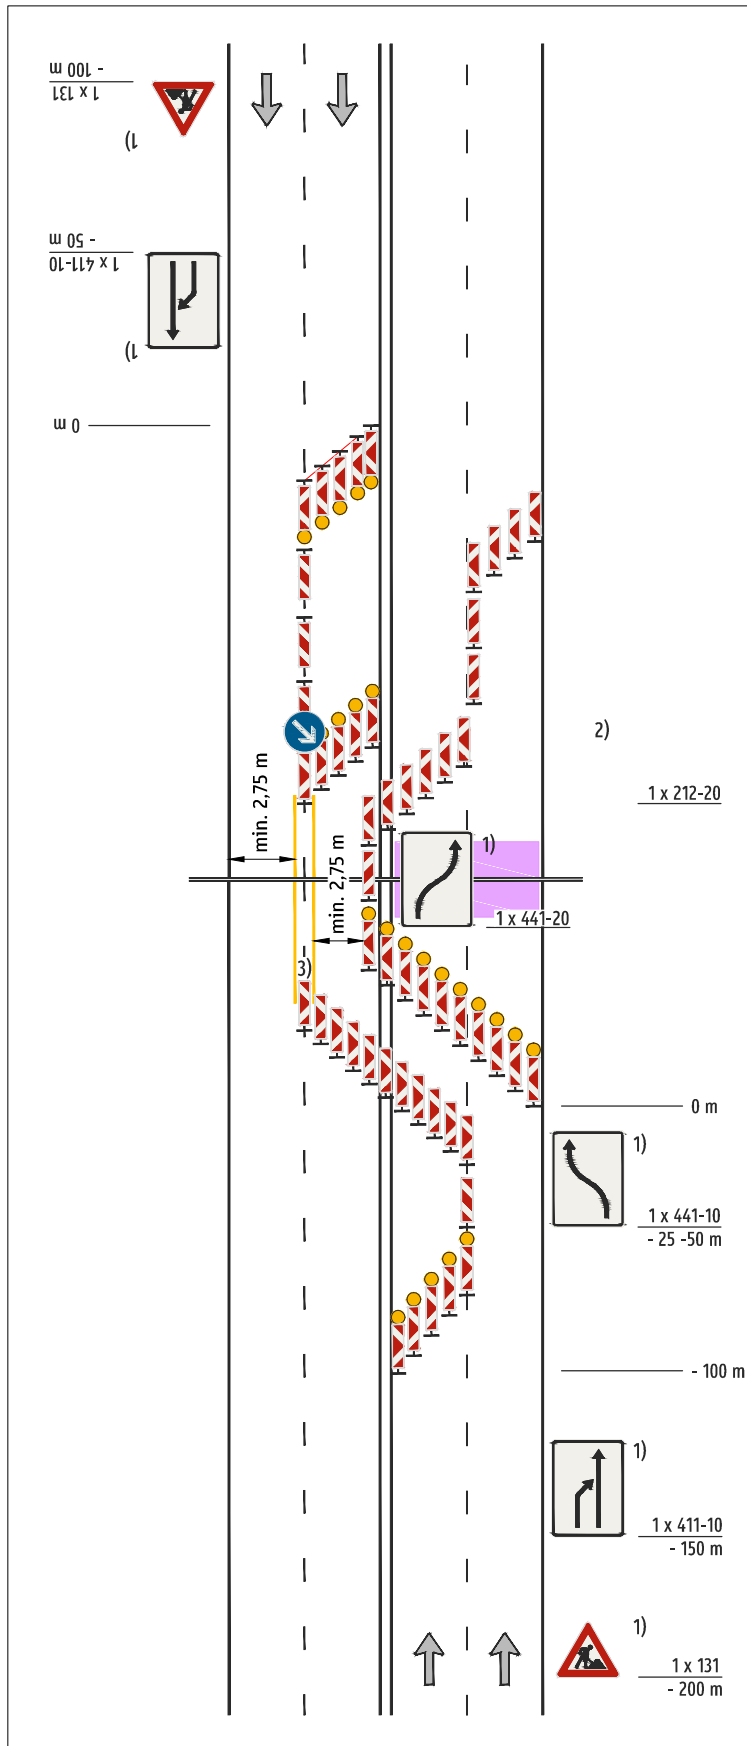 - 100 m
1 x 131
1)
- 50 m
1 x 411-10
1)
0 m
2)
min. 2,75 m
1 x 212-20
1)
min. 2,75 m
1 x 441-20
3)
0 m
1)
1 x 441-10
- 25 -50 m
- 100 m
1)
1 x 411-10
- 150 m
1)
1 x 131
- 200 m